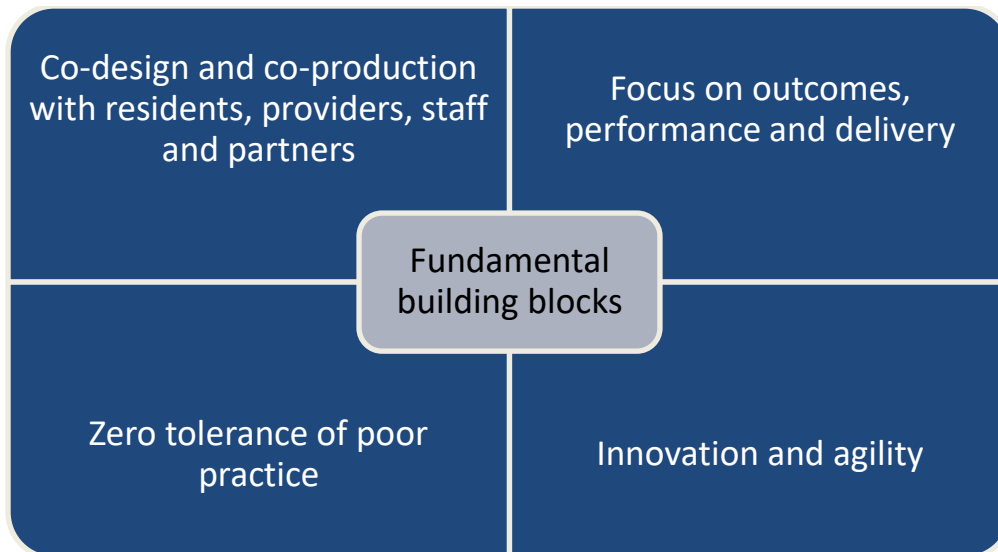 Co-design and co-production
with residents, providers, staff
and partners
Focus on outcomes,
performance and delivery
Fundamental
building blocks
Zero tolerance of poor
practice
Innovation and agility